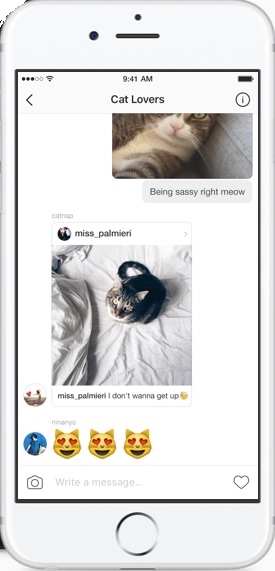 9:41 AM
Cat Lovers
Being sassy right meow
catnap
miss_palmieri
miss_palmieri I don't wanna get up
ninanyc
Write a message...